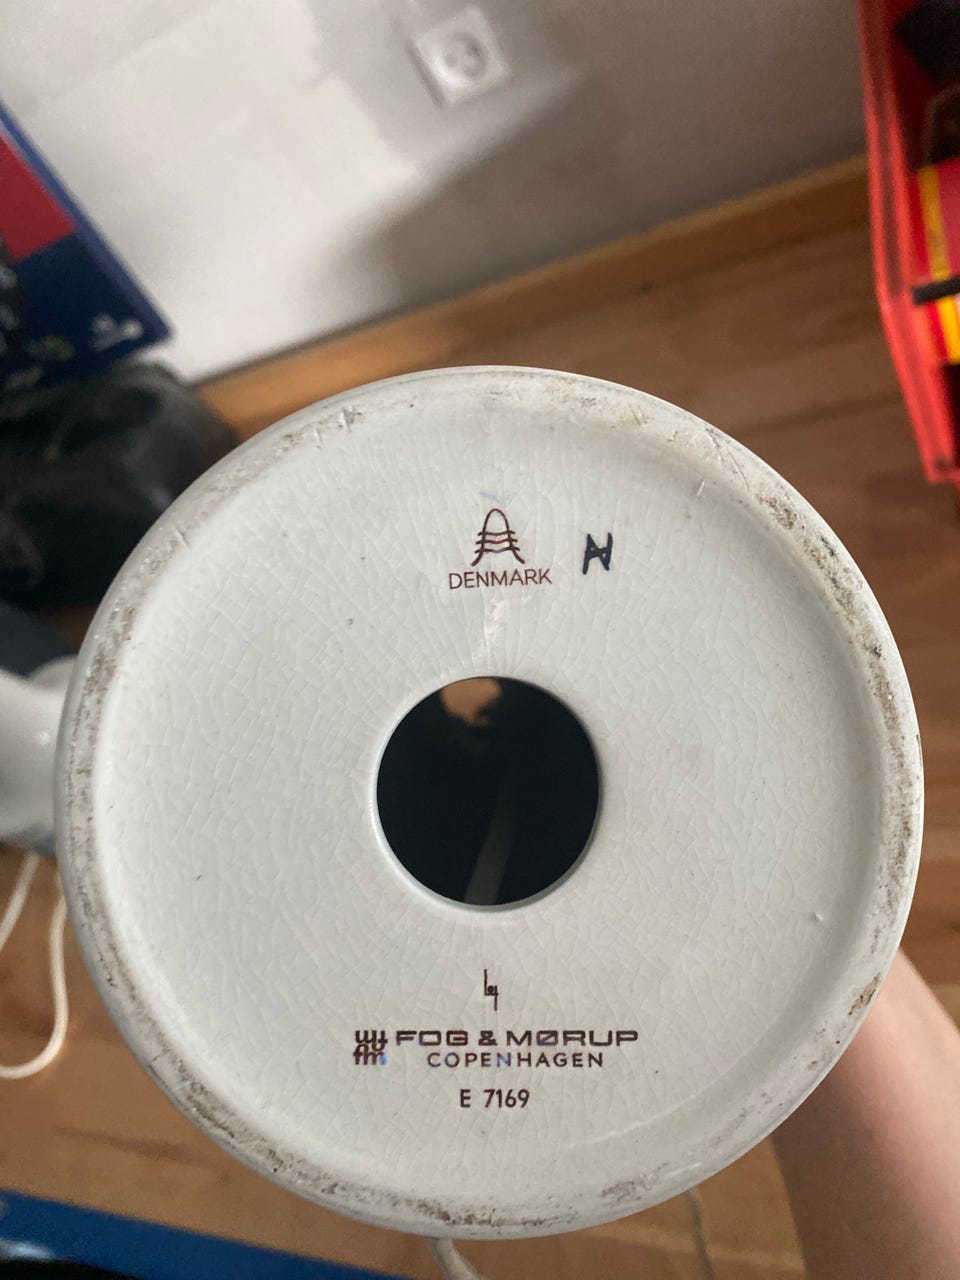 DENMARK
FOG & MØRUP
COPENHAGEN
E 7169